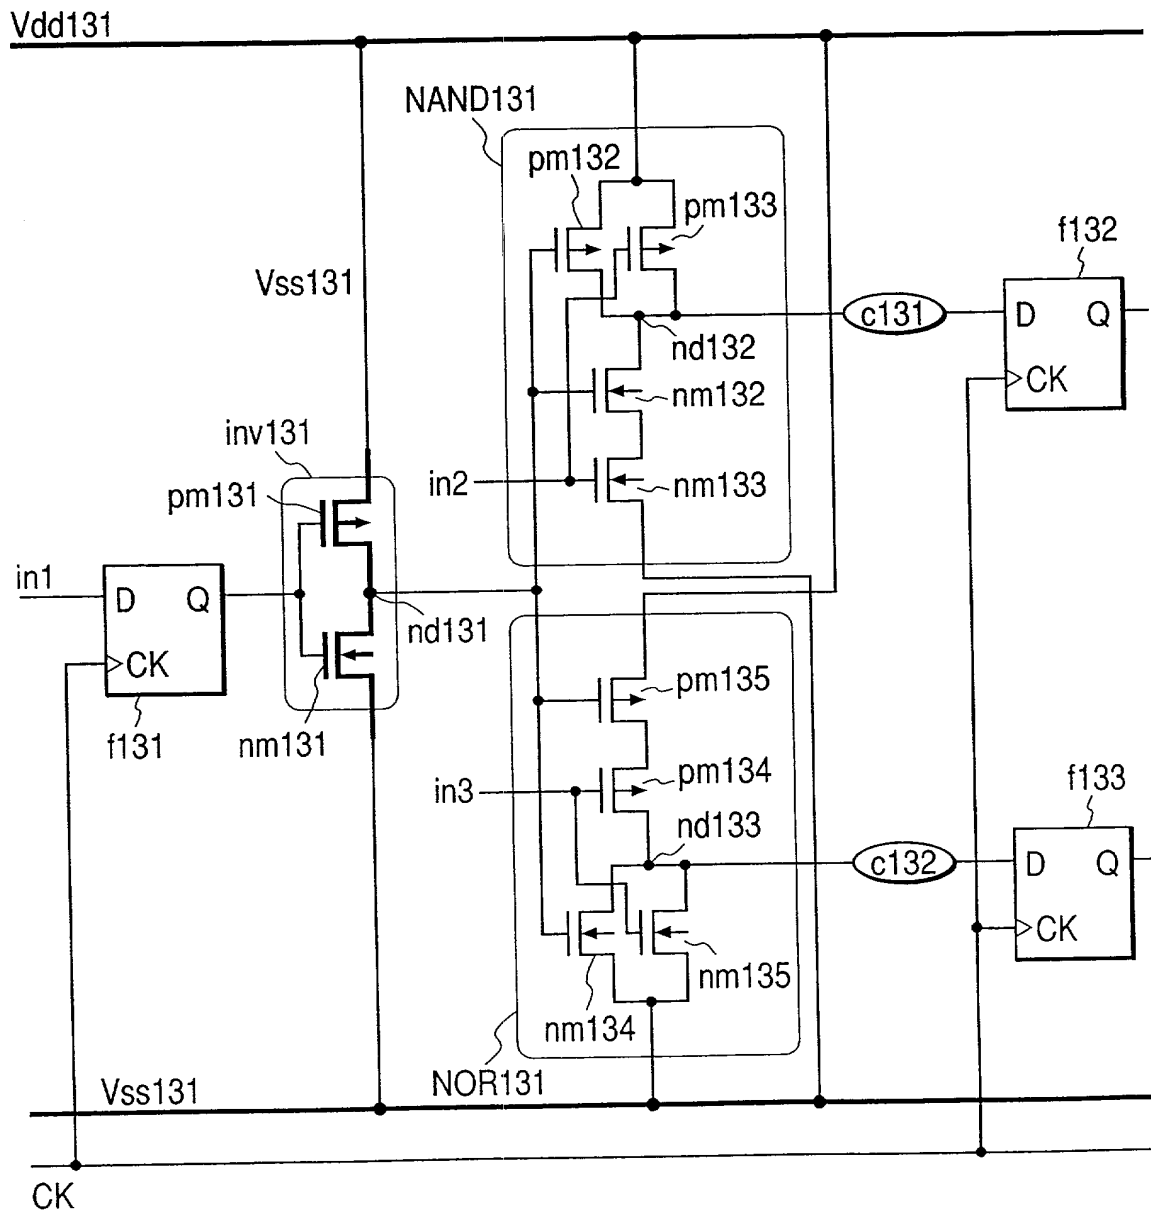 Vdd131
NAND131
pm132
pm133
f132
Vss131
c131
D Q
nd132
CK
nm132
inv131
in2
nm133
pm131
in1
D Q
nd131
CK
pm135
f131
nm131
pm134
in3
f133
nd133
c132
D Q
CK
nm135
nm134
NOR131
Vss131
CK